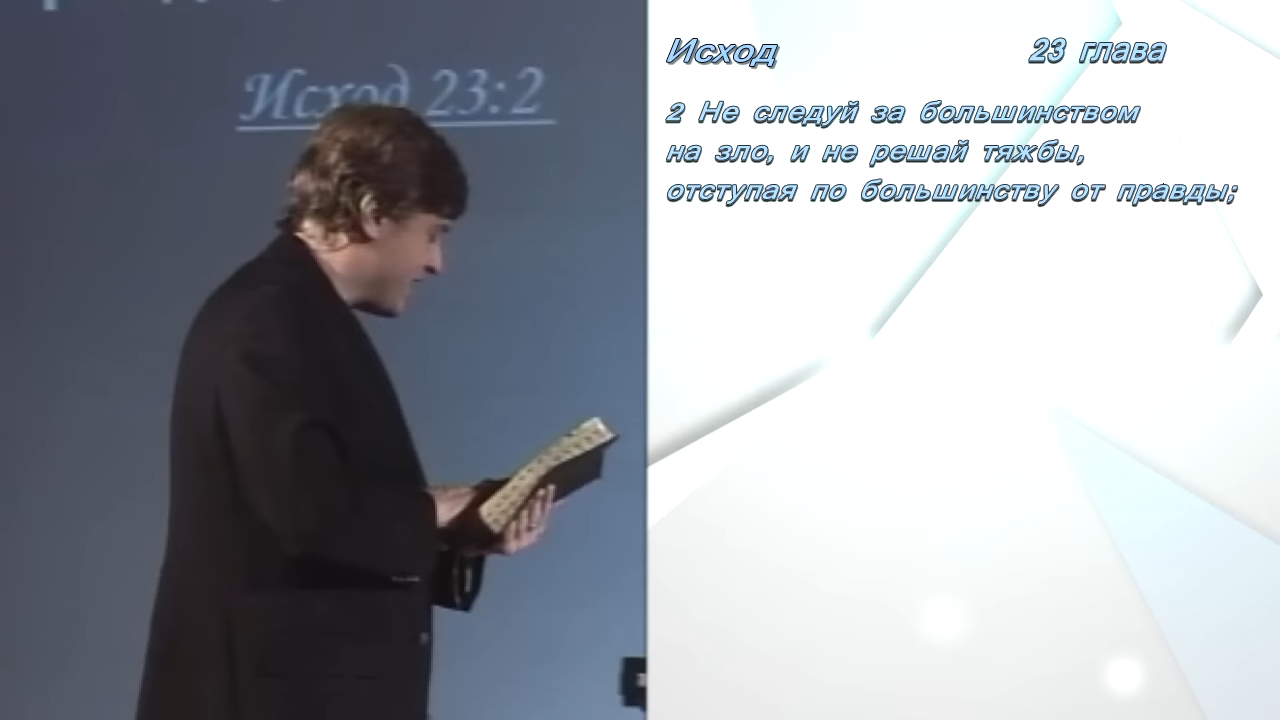 Исход 23:2
Исход 23 глава
2 Не следуй за большинством
на зло, и не решай тяжбы,
отступая по большинству от правды;